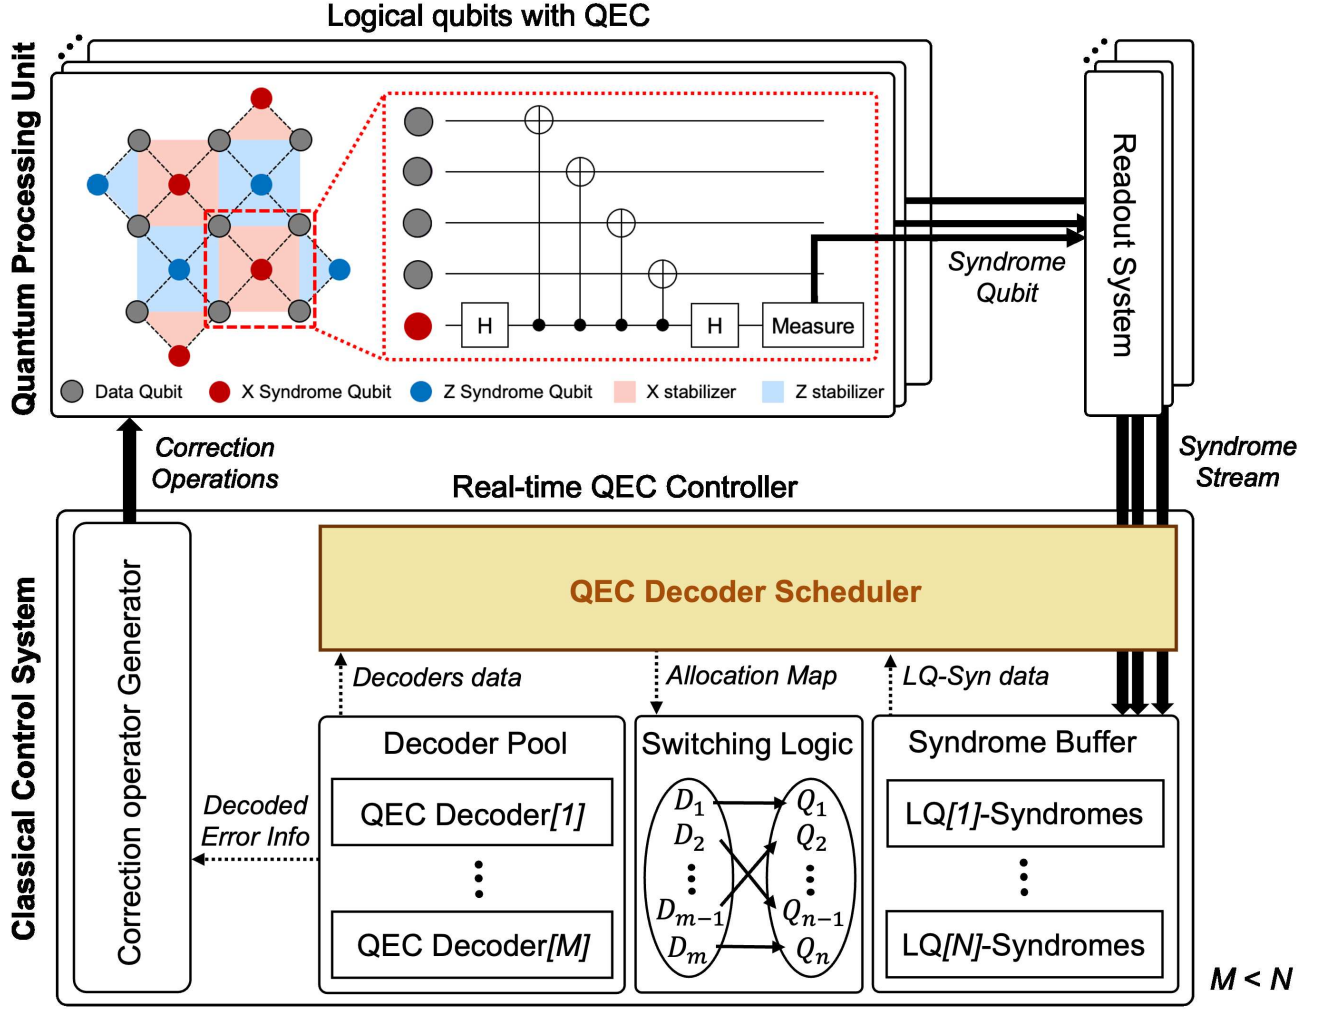 Logical qubits with QEC
Quantum Processing Unit
H
H
Measure
Data Qubit
X Syndrome Qubit
Z Syndrome Qubit
X stabilizer
Z stabilizer
Syndrome
Qubit
Readout System
Correction
Operations
Syndrome
Stream
Real-time QEC Controller
Classical Control System
Correction operator Generator
QEC Decoder Scheduler
Decoders data
Allocation Map
LQ-Syn data
Decoder Pool
QEC Decoder[1]
QEC Decoder[M]
Decoded
Error Info
Switching Logic
D₁
Q₁
D₂
Q₂
Dₘ₋₁
Qₙ₋₁
Dₘ
Qₙ
Syndrome Buffer
LQ[1]-Syndromes
LQ[N]-Syndromes
M < N